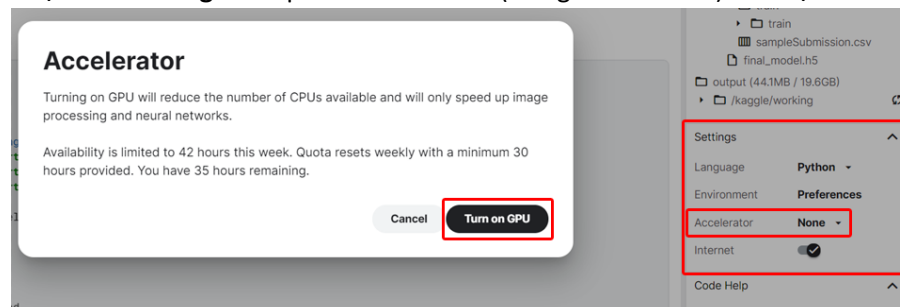 train
train
sampleSubmission.csv
final_model.h5
output (44.1MB / 19.6GB)
/kaggle/working
Accelerator
Turning on GPU will reduce the number of CPUs available and will only speed up image
processing and neural networks.
Availability is limited to 42 hours this week. Quota resets weekly with a minimum 30
hours provided. You have 35 hours remaining.
Cancel
Turn on GPU
Settings
Language Python
Environment Preferences
Accelerator None
Internet
Code Help